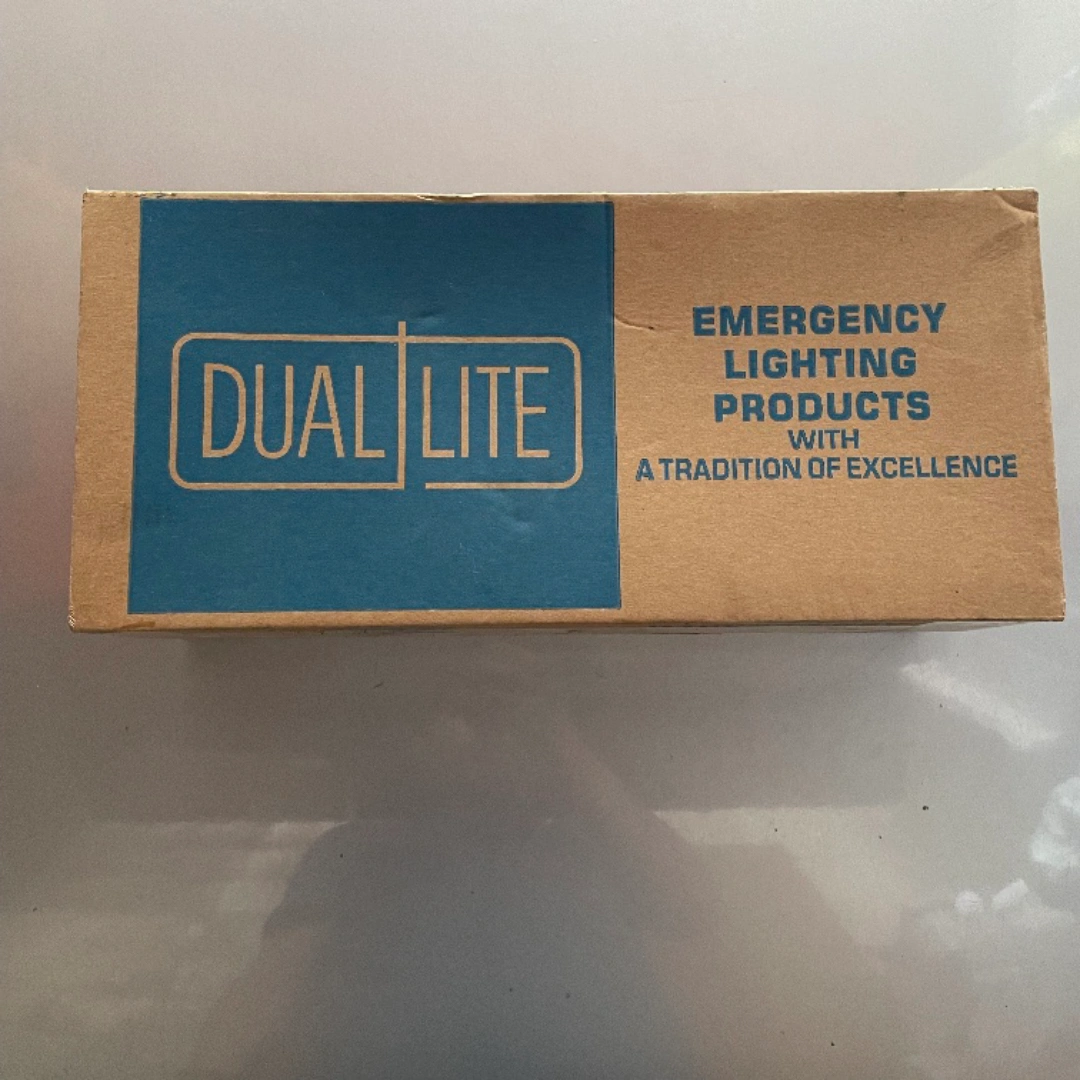 DUAL LITE
EMERGENCY
LIGHTING
PRODUCTS
WITH
A TRADITION OF EXCELLENCE